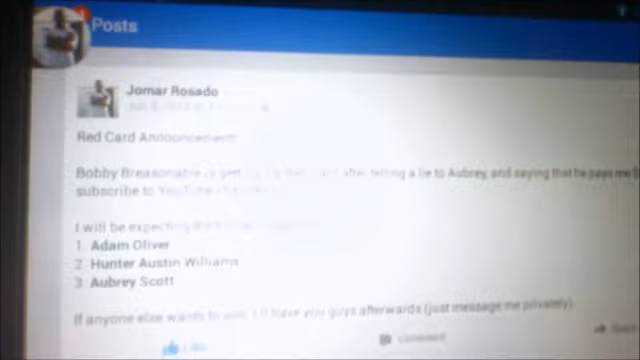 Posts
Jomar Rosado
Red Card Announcement!
Bobby Breasonable is getting a Red Card after telling a lie to Aubrey, and saying that he pays me
subscribe to YouTube
I will be expecting
1. Adam Oliver
2. Hunter Austin Williams
3. Aubrey Scott
If anyone else wants to I'll have you guys afterwards (just message me privately)
Like
Comment